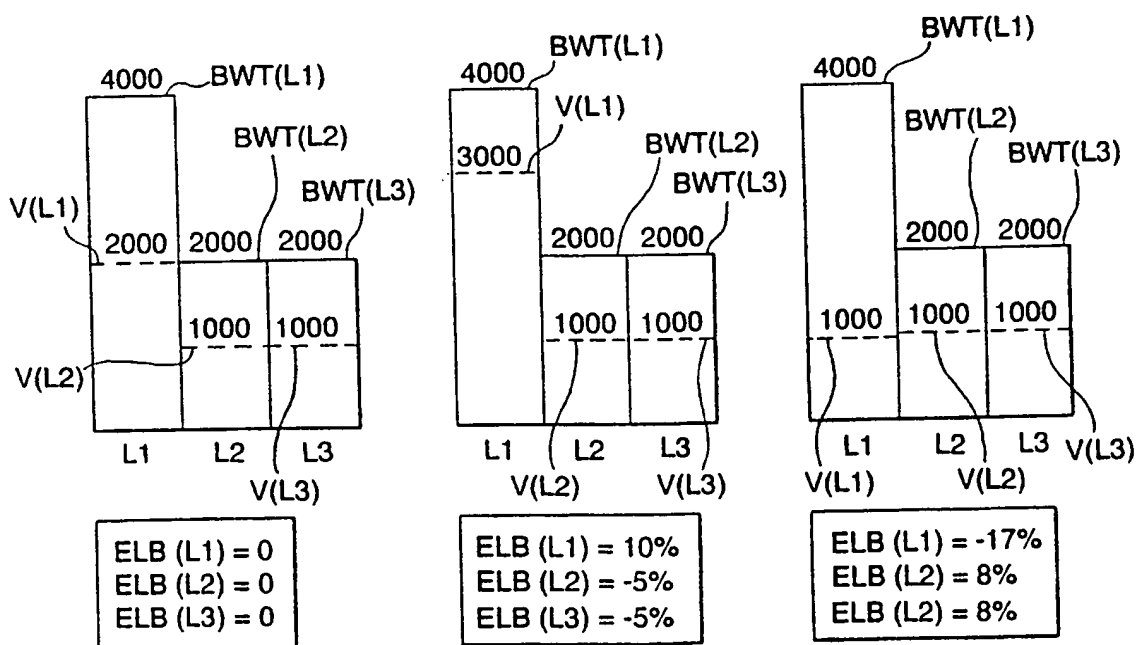 4000
BWT(L1)
BWT(L2)
BWT(L3)
V(L1)
2000 2000 2000
1000 1000
V(L2)
L1 L2 L3
V(L3)
ELB (L1) = 0
ELB (L2) = 0
ELB (L3) = 0
4000
BWT(L1)
V(L1)
3000
BWT(L2)
BWT(L3)
2000 2000
1000 1000
L1 L2 L3
V(L2) V(L3)
ELB (L1) = 10%
ELB (L2) = -5%
ELB (L3) = -5%
4000
BWT(L1)
BWT(L2)
BWT(L3)
2000 2000
1000 1000 1000
L1 L2 L3
V(L1) V(L2) V(L3)
ELB (L1) = -17%
ELB (L2) = 8%
ELB (L2) = 8%